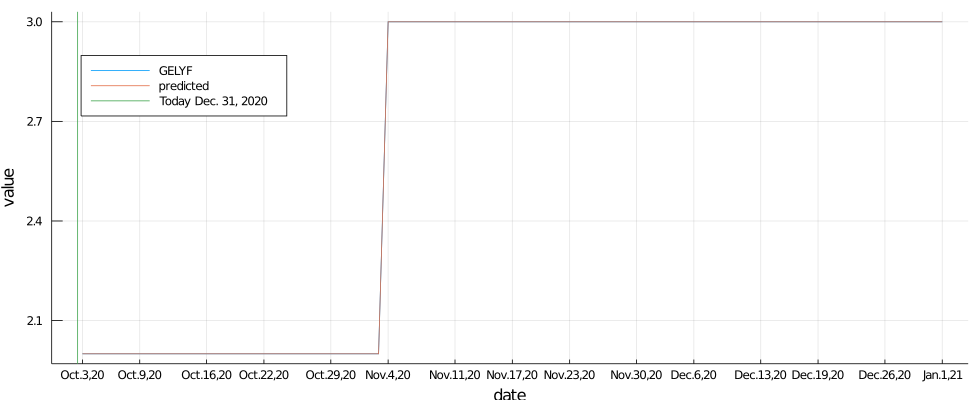 3.0
2.7
2.4
2.1
value
GELYF
predicted
Today Dec. 31, 2020
Oct.3,20 Oct.9,20 Oct.16,20 Oct.22,20 Oct.29,20 Nov.4,20 Nov.11,20 Nov.17,20 Nov.23,20 Nov.30,20 Dec.6,20 Dec.13,20 Dec.19,20 Dec.26,20 Jan.1,21
date